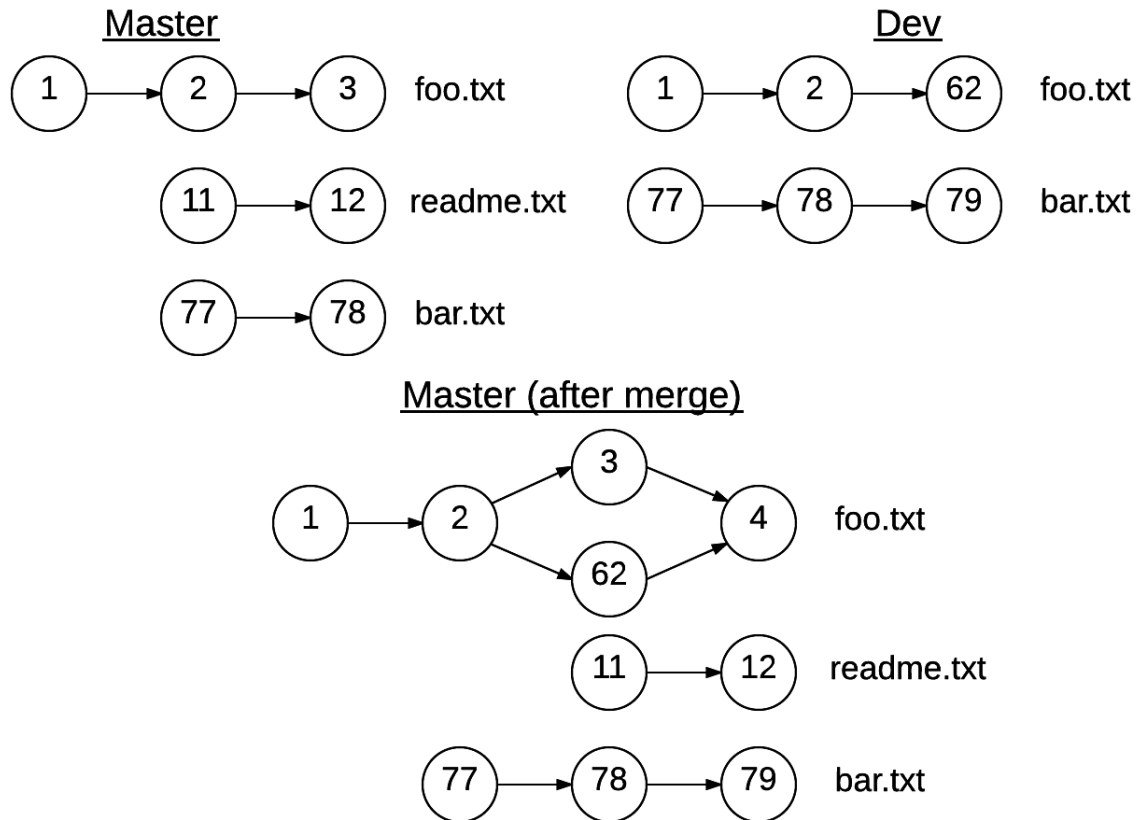 Master
1 2 3 foo.txt
11 12 readme.txt
77 78 bar.txt
Dev
1 2 62 foo.txt
77 78 79 bar.txt
Master (after merge)
3
1 2 4 foo.txt
62
11 12 readme.txt
77 78 79 bar.txt